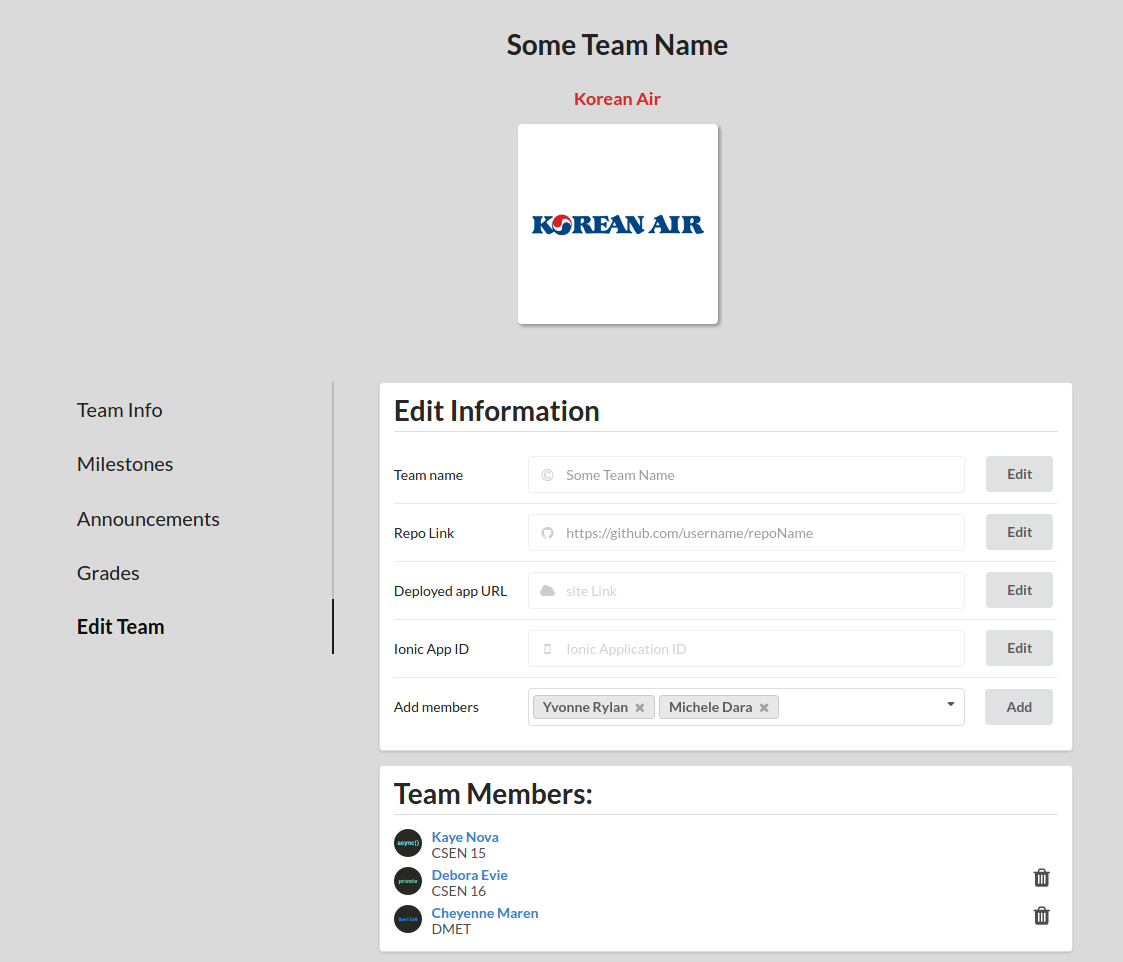 Some Team Name
Korean Air
KOREAN AIR
Team Info
Milestones
Announcements
Grades
Edit Team
Edit Information
Team name Some Team Name Edit
Repo Link https://github.com/username/repoName Edit
Deployed app URL site Link Edit
Ionic App ID Ionic Application ID Edit
Add members Yvonne Rylan Michele Dara Add
Team Members:
async()
Kaye Nova
CSEN 15
private
Debora Evie
CSEN 16
Cheyenne Maren
DMET